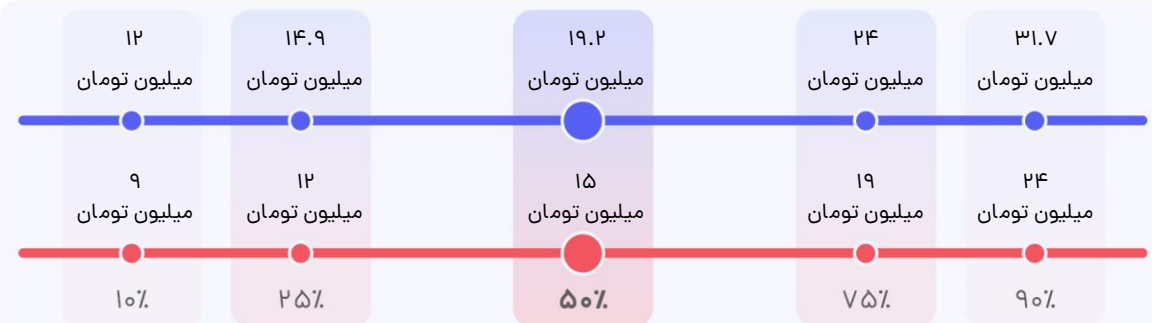 ۱۲ ۱۴.۹ ۱۹.۲ ۲۴ ۳۱.۷
میلیون تومان میلیون تومان میلیون تومان میلیون تومان میلیون تومان
۹ ۱۲ ۱۵ ۱۹ ۲۴
میلیون تومان میلیون تومان میلیون تومان میلیون تومان میلیون تومان
۱۰٪ ۲۵٪ ۵۰٪ ۷۵٪ ۹۰٪